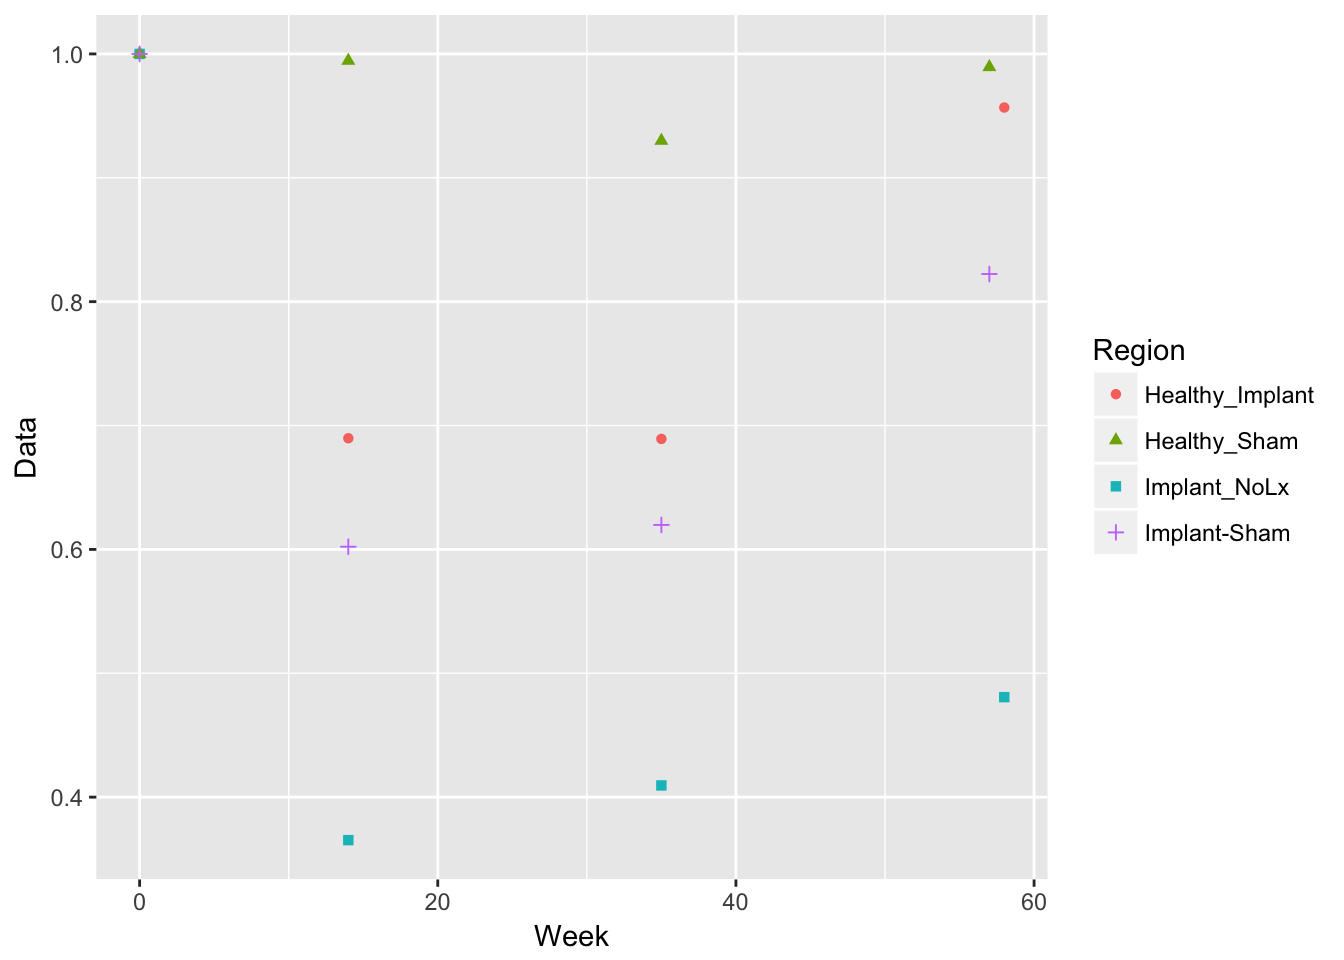 1.0
0.8
0.6
0.4
Data
0
20
40
60
Week
Region
Healthy_Implant
Healthy_Sham
Implant_NoLx
Implant-Sham